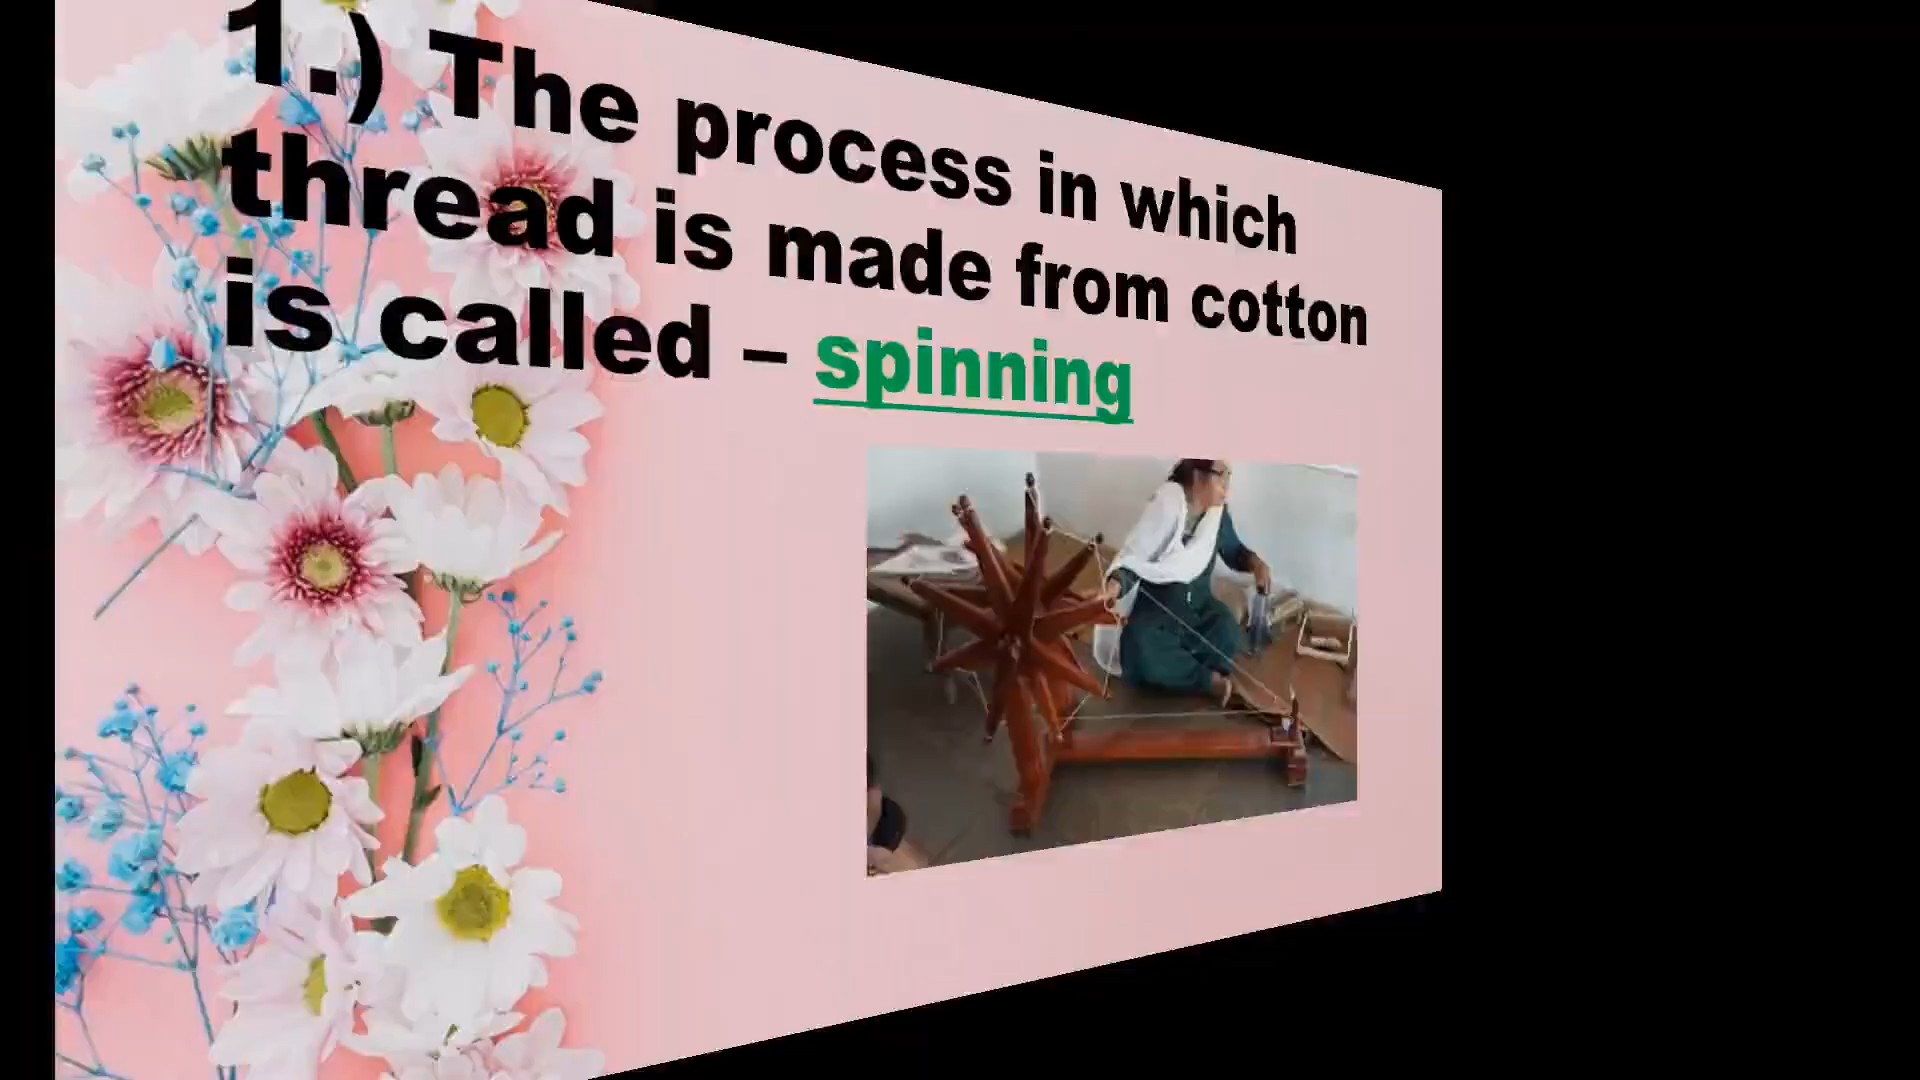 1.) The process in which
thread is made from cotton
is called – spinning